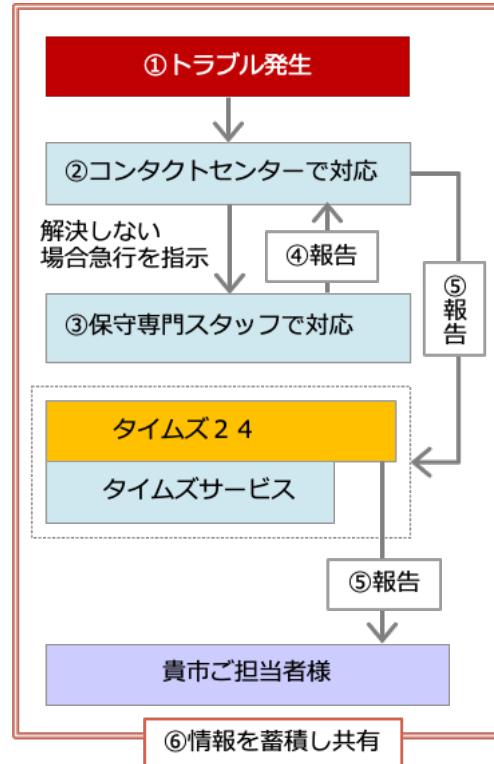 ①トラブル発生
②コンタクトセンターで対応
解決しない
場合急行を指示
④報告
⑤報告
③保守専門スタッフで対応
タイムズ２４
タイムズサービス
⑤報告
貴市ご担当者様
⑥情報を蓄積し共有